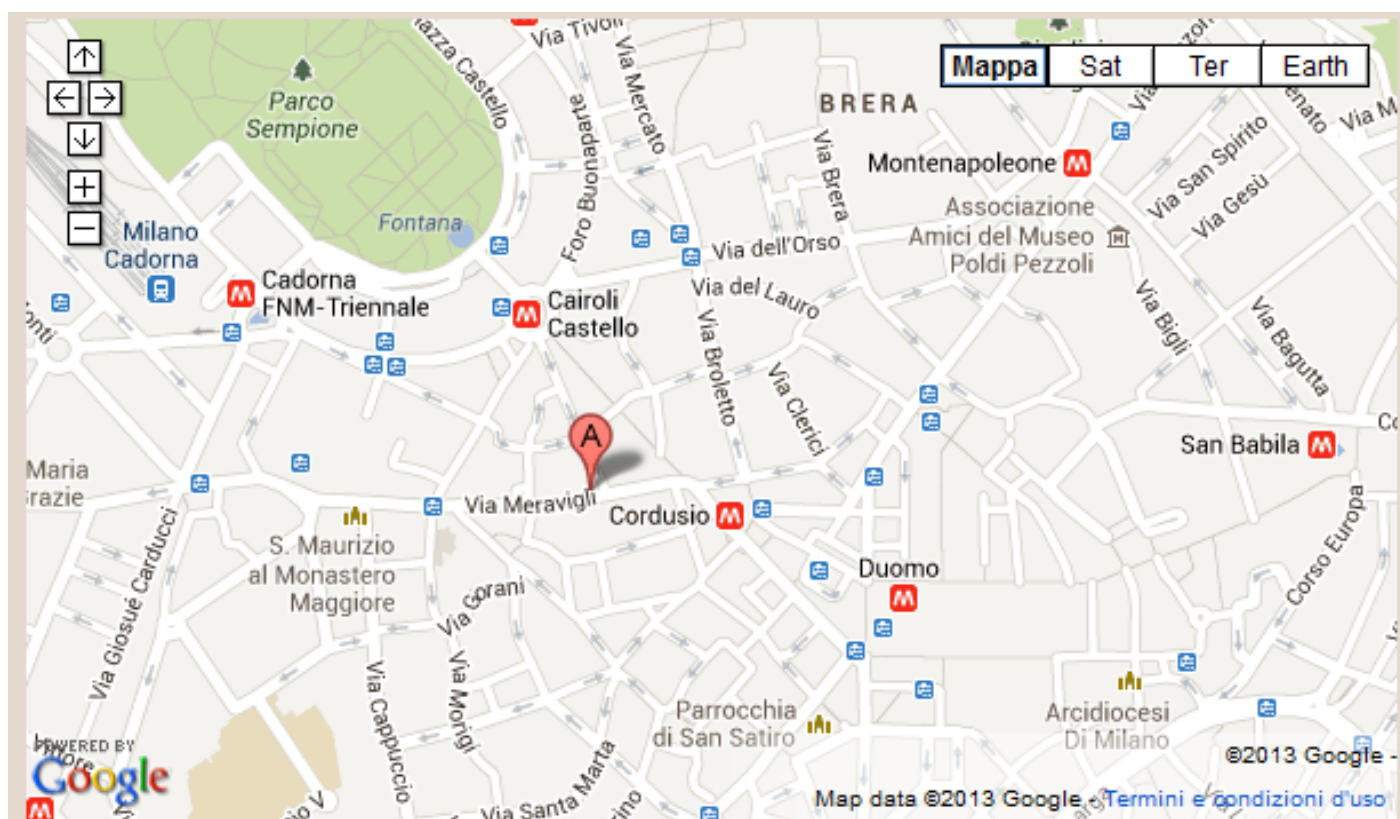 Via Tivoli
Via Mercato
Piazza Castello
Mappa
Sat
Ter
Earth
Parco
Sempione
BRERA
Foro Buonaparte
Via Brera
Montenapoleone
Via San Spirito
Via Gesù
Fontana
Milano
Cadorna
Via dell'Orso
Associazione
Amici del Museo
Poldi Pezzoli
Cadorna
FNM-Triennale
Cairoli
Castello
Via del Lauro
Via Broletto
Via Bigli
Via Bagutta
Via Clerici
A
San Babila
Maria
Grazie
Via Meravigli
Cordusio
Corso Europa
S. Maurizio
al Monastero
Maggiore
Duomo
Via Giosuè Carducci
Via Gorani
Via Morigi
Via Cappuccio
Parrocchia
di San Satiro
Arcidiocesi
Di Milano
Via Santa Marta
POWERED BY
Google
©2013 Google -
Map data ©2013 Google - Termini e condizioni d'uso